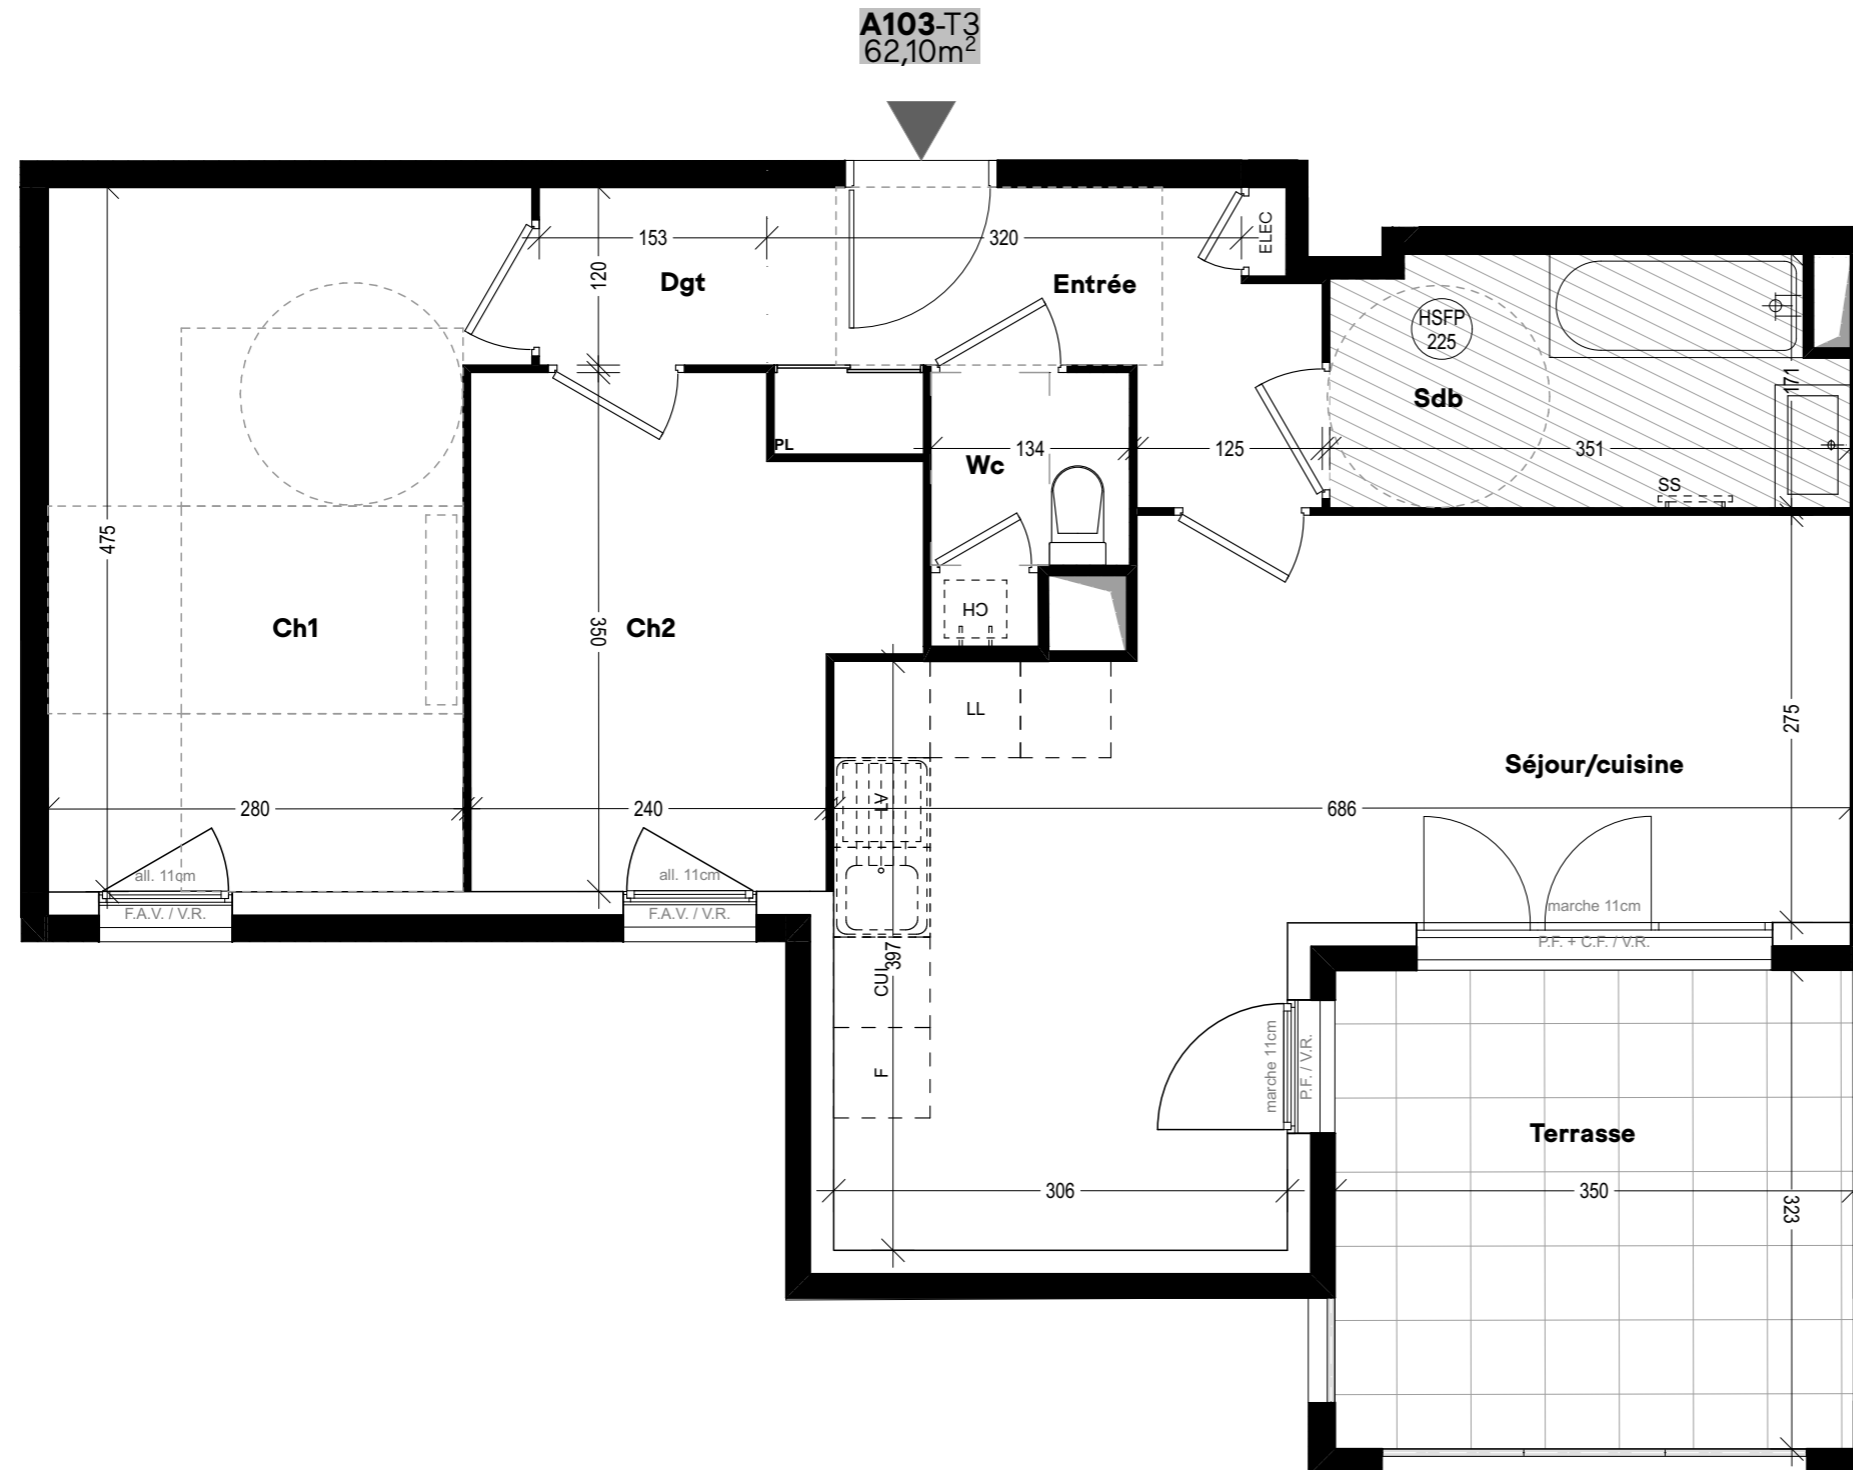 A103-T3
62,10m²
153
320
ELEC
120
Dgt
Entrée
HSFP
225
171
Sdb
PL
134
125
351
Wc
SS
475
CH
Ch1
350
Ch2
LL
275
Séjour/cuisine
280
240
LV
686
all. 11cm
all. 11cm
marche 11cm
F.A.V. / V.R.
F.A.V. / V.R.
P.F. + C.F. / V.R.
397
CUI
F
marche 11cm
P.F. / V.R.
Terrasse
306
350
323